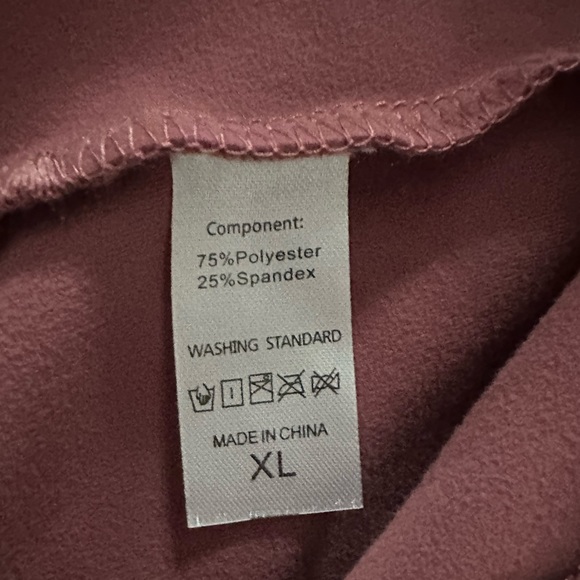 Component:
75%Polyester
25%Spandex
WASHING STANDARD
MADE IN CHINA
XL